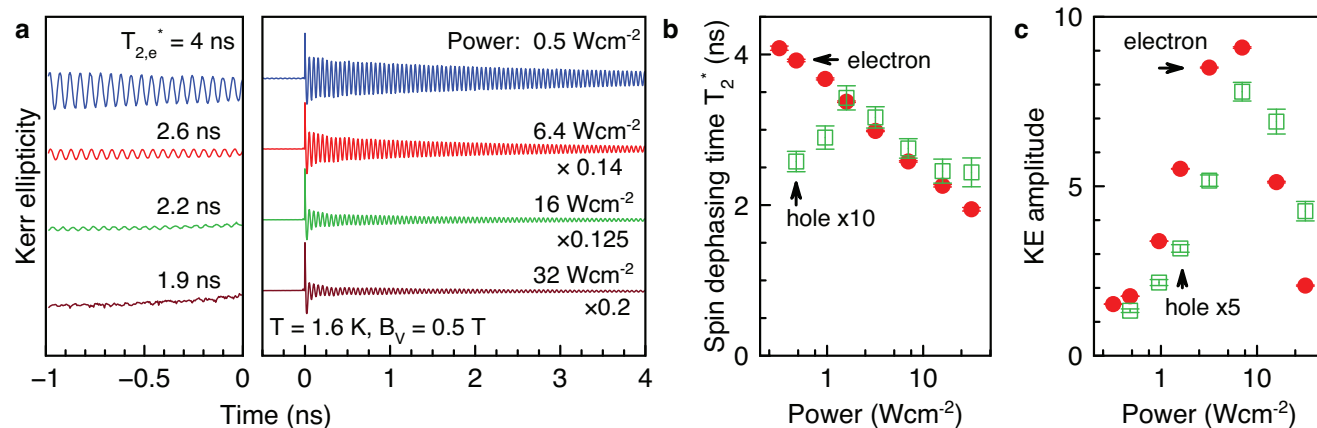 a
T2,e* = 4 ns
2.6 ns
2.2 ns
1.9 ns
Kerr ellipticity
−1
−0.5
0
Power: 0.5 Wcm-2
6.4 Wcm-2
× 0.14
16 Wcm-2
×0.125
32 Wcm-2
×0.2
T = 1.6 K, BV = 0.5 T
0
1
2
3
4
Time (ns)
b
Spin dephasing time T2* (ns)
4
2
0
electron
hole x10
1
10
Power (Wcm-2)
c
KE amplitude
10
5
0
electron
hole x5
1
10
Power (Wcm-2)